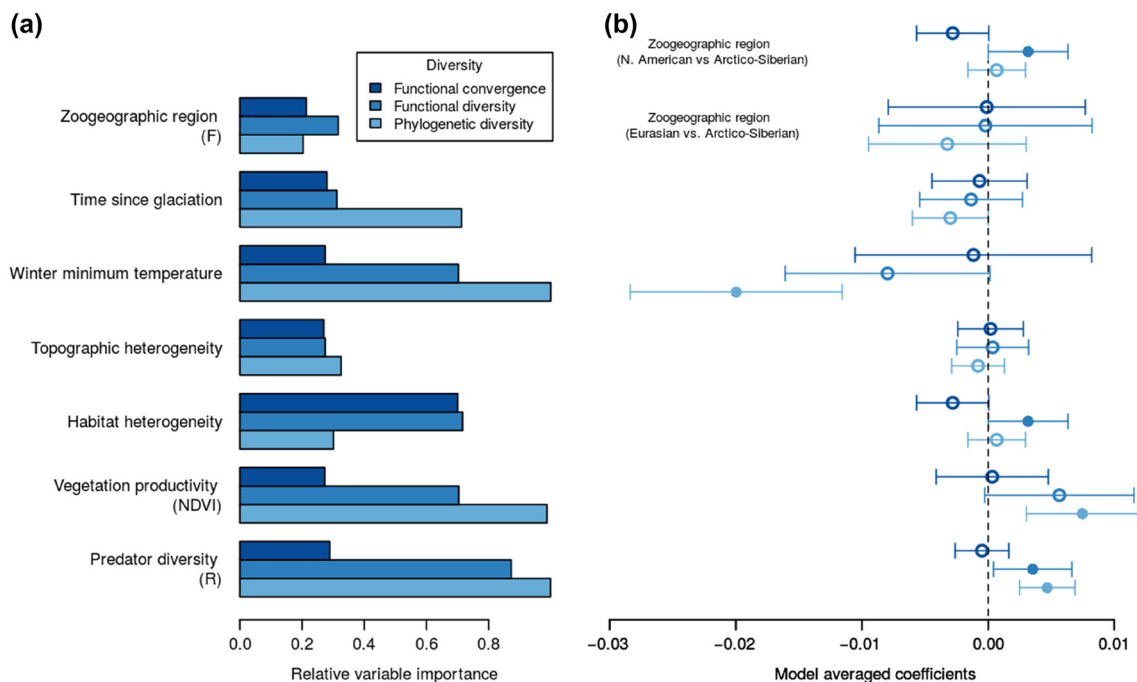 (a)
Diversity
Functional convergence
Functional diversity
Phylogenetic diversity
Zoogeographic region
(F)
Time since glaciation
Winter minimum temperature
Topographic heterogeneity
Habitat heterogeneity
Vegetation productivity
(NDVI)
Predator diversity
(R)
0.0 0.2 0.4 0.6 0.8
Relative variable importance
(b)
Zoogeographic region
(N. American vs Arctico-Siberian)
Zoogeographic region
(Eurasian vs. Arctico-Siberian)
−0.03 −0.02 −0.01 0.00 0.01
Model averaged coefficients